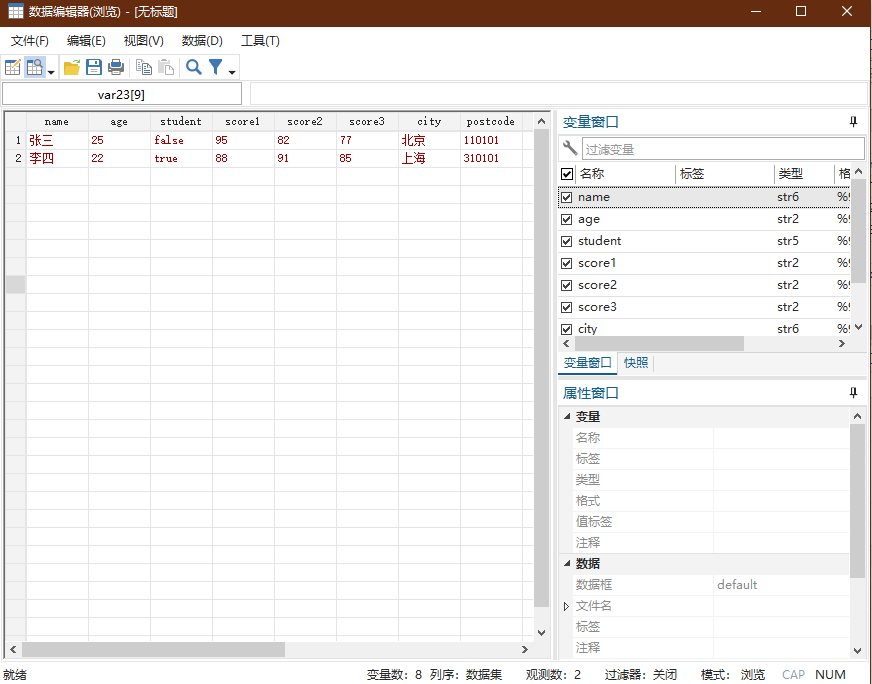 数据编辑器(浏览) - [无标题]
文件(F) 编辑(E) 视图(V) 数据(D) 工具(T)
var23[9]
name age student score1 score2 score3 city postcode
1 张三 25 false 95 82 77 北京 110101
2 李四 22 true 88 91 85 上海 310101
变量窗口
过滤变量
名称 标签 类型 格
name str6 %9
age str2 %9
student str5 %9
score1 str2 %9
score2 str2 %9
score3 str2 %9
city str6 %9
变量窗口 快照
属性窗口
变量
名称
标签
类型
格式
值标签
注释
数据
数据框 default
文件名
标签
注释
就绪 变量数: 8 列序: 数据集 观测数: 2 过滤器: 关闭 模式: 浏览 CAP NUM